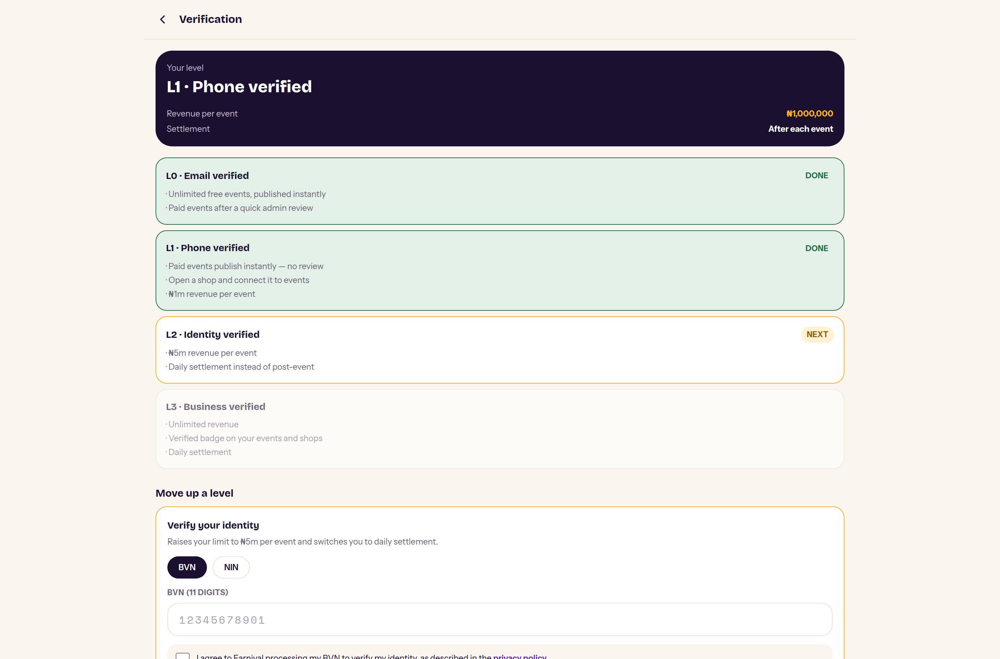 Verification
Your level
L1 · Phone verified
Revenue per event
₦1,000,000
Settlement
After each event
L0 · Email verified
DONE
· Unlimited free events, published instantly
· Paid events after a quick admin review
L1 · Phone verified
DONE
· Paid events publish instantly — no review
· Open a shop and connect it to events
· ₦1m revenue per event
L2 · Identity verified
NEXT
· ₦5m revenue per event
· Daily settlement instead of post-event
L3 · Business verified
· Unlimited revenue
· Verified badge on your events and shops
· Daily settlement
Move up a level
Verify your identity
Raises your limit to ₦5m per event and switches you to daily settlement.
BVN
NIN
BVN (11 DIGITS)
12345678901
I agree to Earnival processing my BVN to verify my identity, as described in the privacy policy